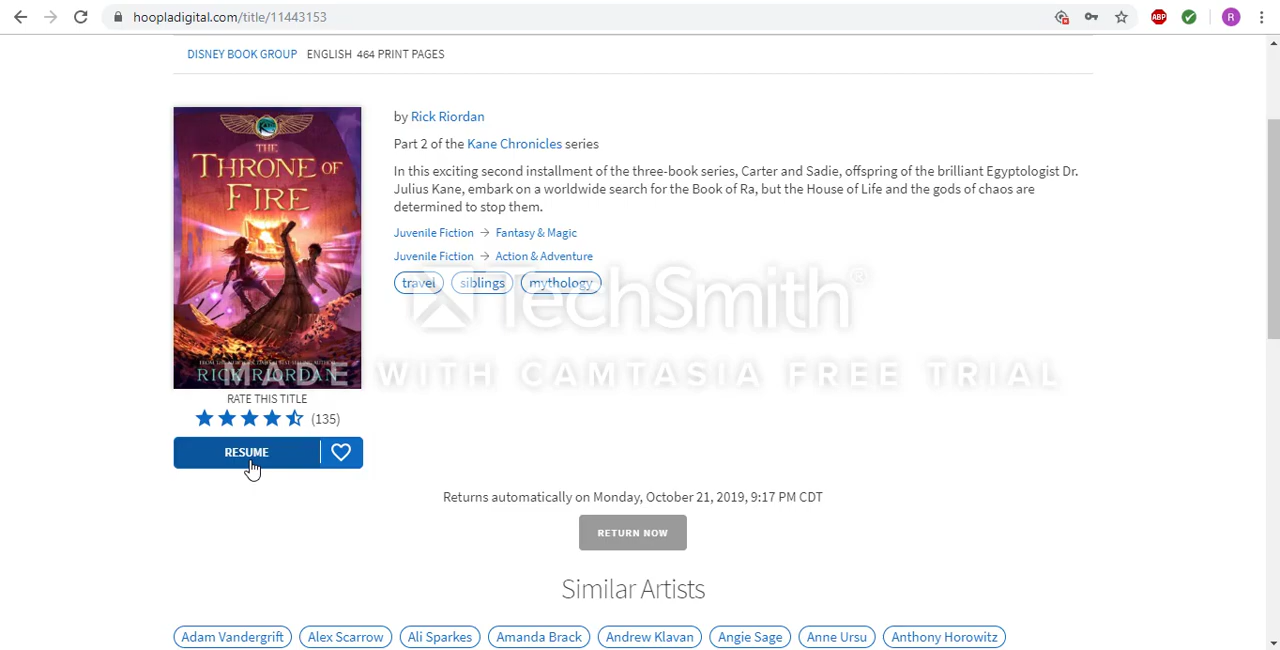 hoopladigital.com/title/11443153
ABP
R
DISNEY BOOK GROUP ENGLISH 464 PRINT PAGES
by Rick Riordan
Part 2 of the Kane Chronicles series
In this exciting second installment of the three-book series, Carter and Sadie, offspring of the brilliant Egyptologist Dr.
Julius Kane, embark on a worldwide search for the Book of Ra, but the House of Life and the gods of chaos are
determined to stop them.
Juvenile Fiction → Fantasy & Magic
Juvenile Fiction → Action & Adventure
travel siblings mythology
TechSmith®
MADE WITH CAMTASIA FREE TRIAL
THE
THRONE OF
FIRE
RICK RIORDAN
RATE THIS TITLE
(135)
RESUME
Returns automatically on Monday, October 21, 2019, 9:17 PM CDT
RETURN NOW
Similar Artists
Adam Vandergrift Alex Scarrow Ali Sparkes Amanda Brack Andrew Klavan Angie Sage Anne Ursu Anthony Horowitz